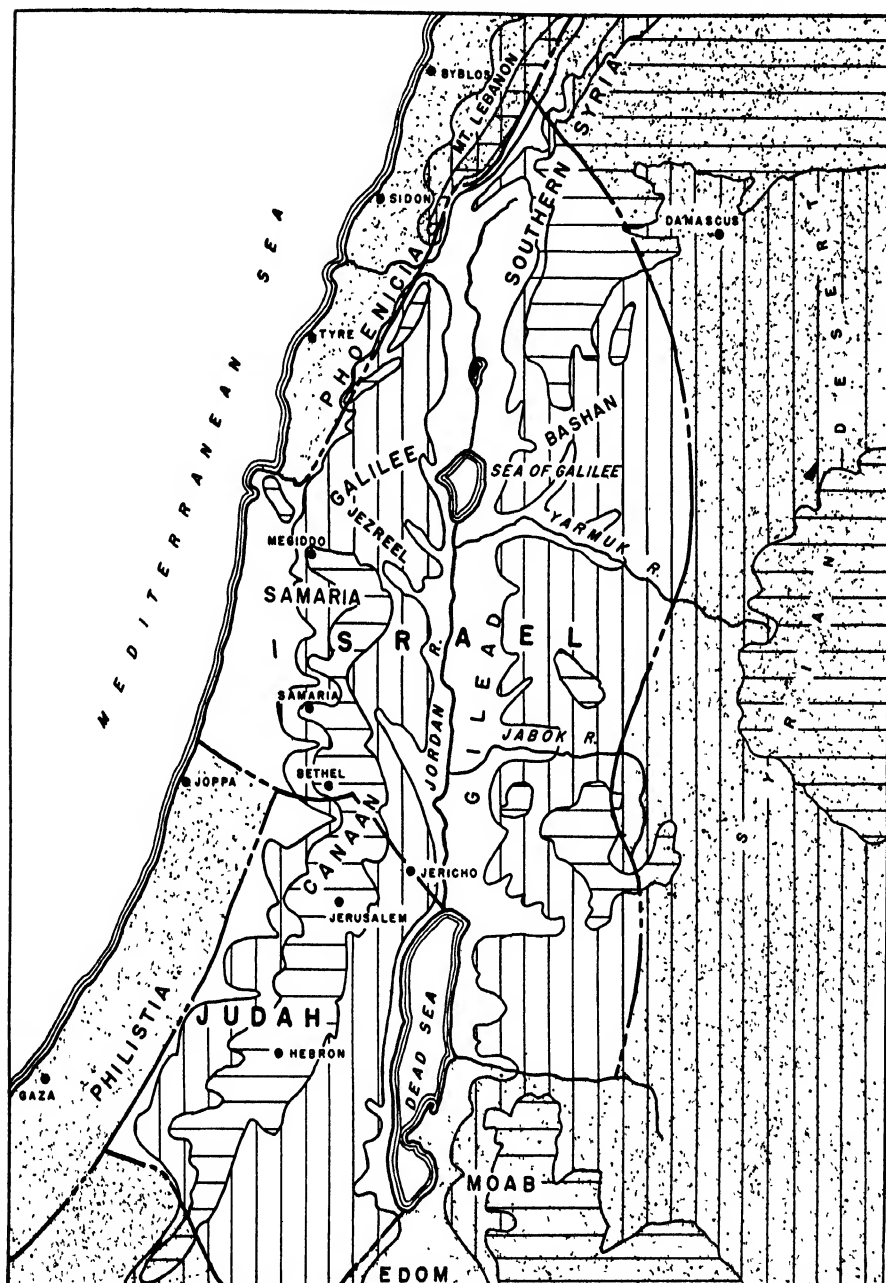 BYBLOS
MT. LEBANON
SYRIA
SOUTHERN
SIDON
DAMASCUS
MEDITERRANEAN SEA
PHOENICIA
TYRE
SYRIAN DESERT
GALILEE
BASHAN
SEA OF GALILEE
JEZREEL
YARMUK R.
MEGIDDO
SAMARIA
ISRAEL
GILEAD
JORDAN R.
SAMARIA
JABOK R.
JOPPA
BETHEL
CANAAN
JERICHO
JERUSALEM
PHILISTIA
JUDAH
DEAD SEA
HEBRON
GAZA
MOAB
EDOM